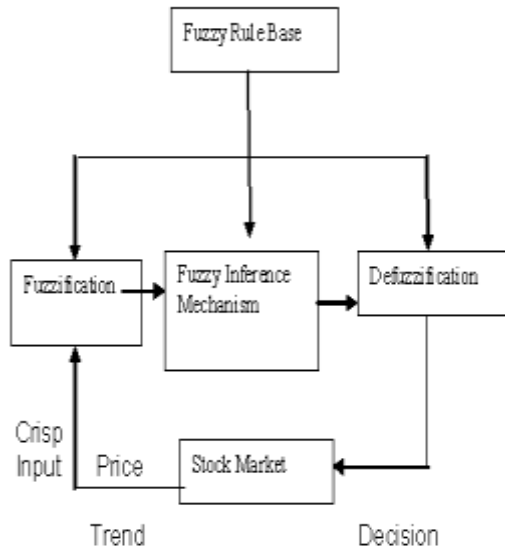 Fuzzy Rule Base
Fuzzification
Fuzzy Inference
Mechanism
Defuzzification
Crisp
Input
Price
Stock Market
Trend
Decision